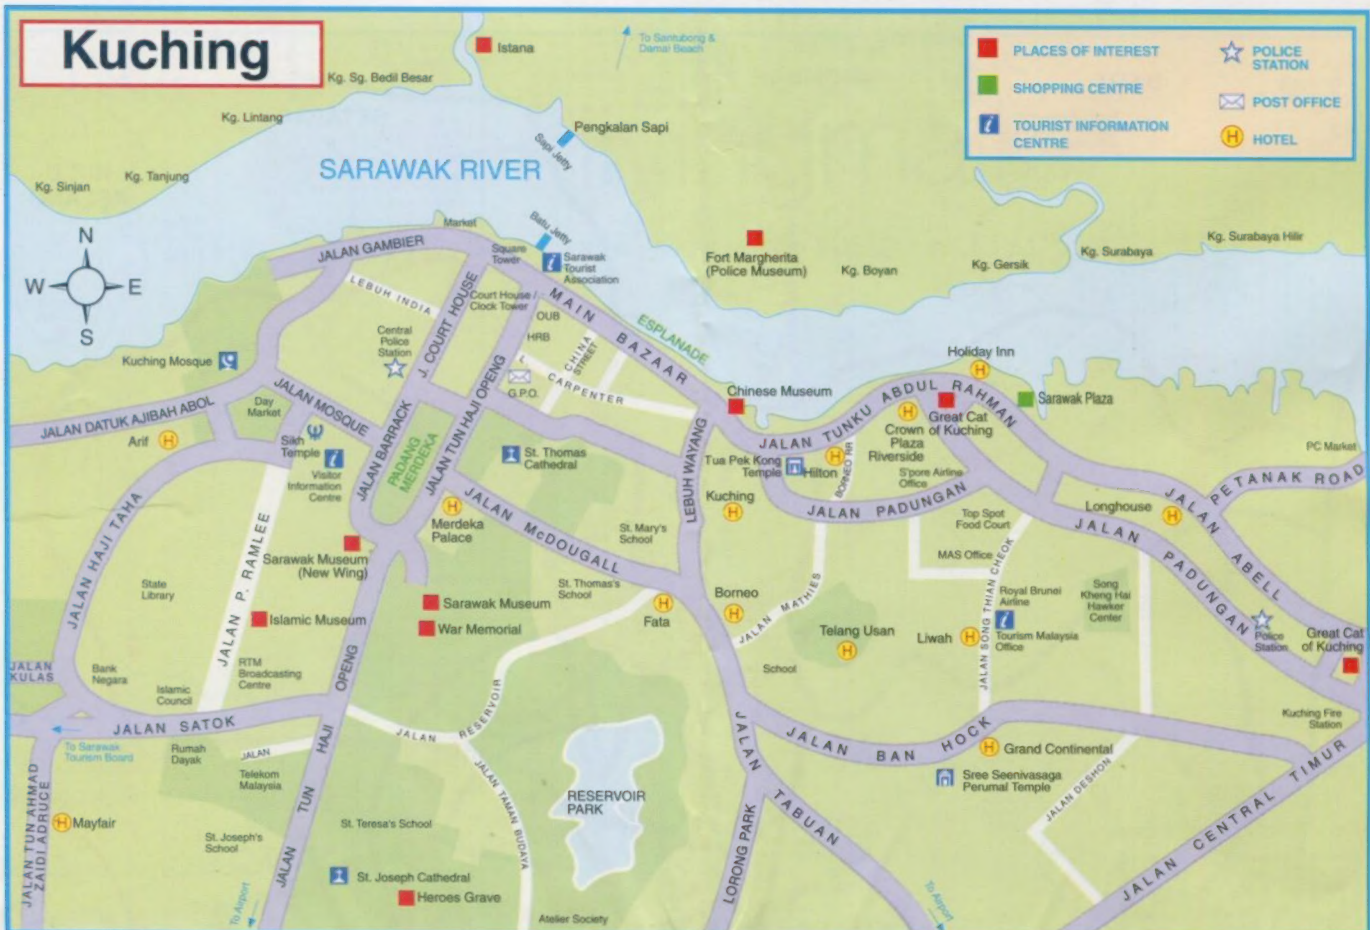 Kuching
Istana
To Santubong &
Damai Beach
PLACES OF INTEREST
SHOPPING CENTRE
TOURIST INFORMATION
CENTRE
POLICE
STATION
POST OFFICE
HOTEL
Kg. Sg. Bedil Besar
Kg. Lintang
Kg. Tanjung
Kg. Sinjan
SARAWAK RIVER
Pengkalan Sapi
Sapi Jetty
N
W
E
S
Market
Batu Jetty
Square
Tower
Sarawak
Tourist
Association
Fort Margherita
(Police Museum)
Kg. Boyan
Kg. Gersik
Kg. Surabaya
Kg. Surabaya Hilir
JALAN GAMBIER
LEBUH INDIA
J. COURT HOUSE
Court House /
Clock Tower
OUB
HRB
MAIN BAZAAR
ESPLANADE
CHINA
STREET
L. CARPENTER
G.P.O.
Central
Police
Station
Kuching Mosque
JALAN MOSQUE
Day
Market
JALAN DATUK AJIBAH ABOL
Arif
Sikh
Temple
Visitor
Information
Centre
JALAN BARRACK
PADANG
MERDEKA
JALAN TUN HAJI OPENG
St. Thomas
Cathedral
Merdeka
Palace
JALAN McDOUGALL
LEBUH WAYANG
Chinese Museum
Holiday Inn
JALAN TUNKU ABDUL RAHMAN
Great Cat
of Kuching
Sarawak Plaza
Crown
Plaza
Riverside
Tua Pek Kong
Temple
Hilton
BORNEO RIR
S'pore Airline
Office
PC Market
PETANAK ROAD
Kuching
JALAN PADUNGAN
Top Spot
Food Court
Longhouse
JALAN ABELL
JALAN PADUNGAN
St. Mary's
School
MAS Office
JALAN HAJI TAHA
JALAN P. RAMLEE
Sarawak Museum
(New Wing)
State
Library
Islamic Museum
Sarawak Museum
War Memorial
St. Thomas's
School
Fata
Borneo
JALAN MATHIES
Telang Usan
Liwah
JALAN SONG THIAN CHEOK
Royal Brunei
Airline
Tourism Malaysia
Office
Song
Kheng Hai
Hawker
Center
Police
Station
Great Cat
of Kuching
School
JALAN
KULAS
Bank
Negara
Islamic
Council
RTM
Broadcasting
Centre
JALAN SATOK
To Sarawak
Tourism Board
Rumah
Dayak
JALAN
Telekom
Malaysia
JALAN TUN HAJI OPENG
JALAN RESERVOIR
JALAN TAMAN BUDAYA
RESERVOIR
PARK
JALAN TABUAN
JALAN BAN HOCK
Grand Continental
Sree Seenivasaga
Perumal Temple
JALAN DESHON
Kuching Fire
Station
JALAN CENTRAL TIMUR
JALAN TUN AHMAD
ZAIDI ADRUCE
Mayfair
St. Joseph's
School
St. Teresa's School
St. Joseph Cathedral
Heroes Grave
To Airport
Atelier Society
LORONG PARK
To Airport